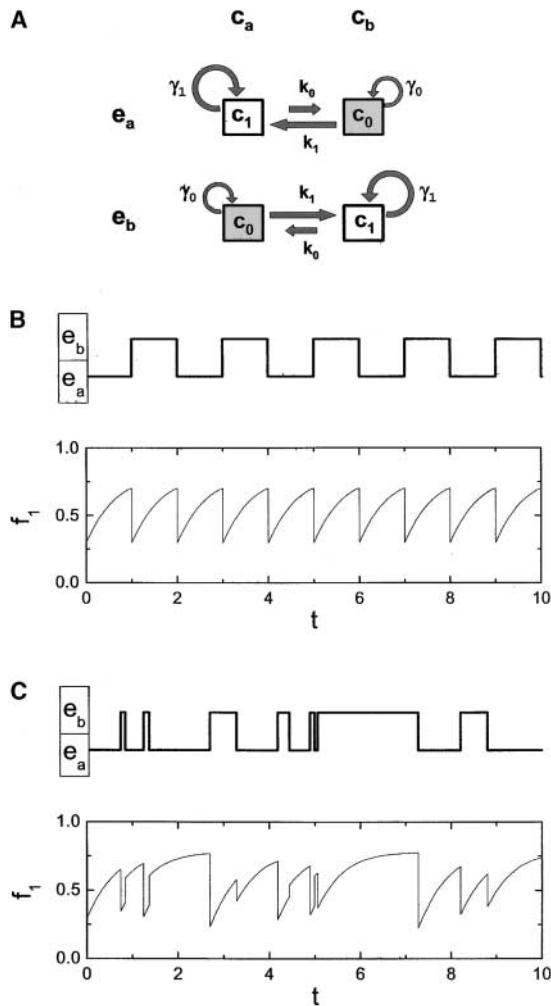 A
c_a c_b
γ_1 k_0 γ_0
e_a c_1 c_0
k_1
γ_0 k_1 γ_1
e_b c_0 c_1
k_0
B
e_b
e_a
1.0
f_1 0.5
0.0
0 2 4 6 8 10
t
C
e_b
e_a
1.0
f_1 0.5
0.0
0 2 4 6 8 10
t